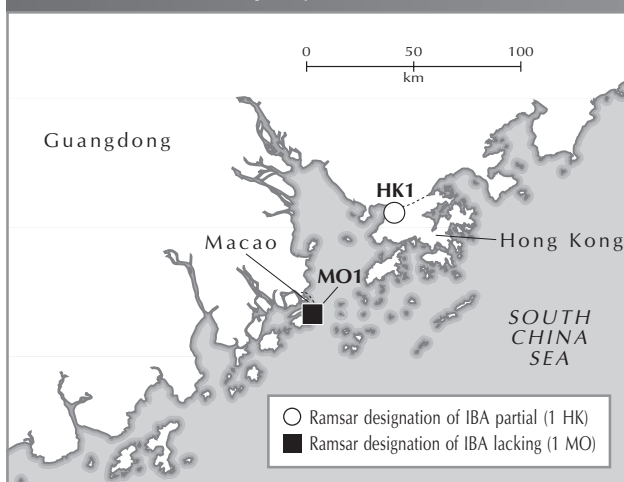 0 50 100
km
Guangdong
HK1
Macao
Hong Kong
MO1
SOUTH
CHINA
SEA
Ramsar designation of IBA partial (1 HK)
Ramsar designation of IBA lacking (1 MO)